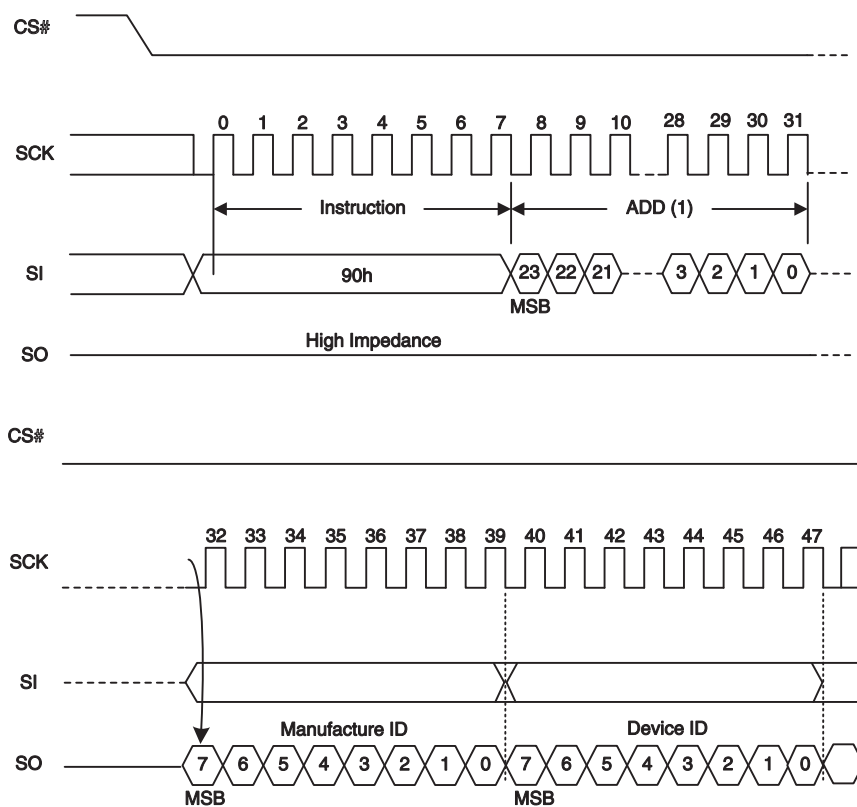 CS#
0 1 2 3 4 5 6 7 8 9 10 28 29 30 31
SCK
Instruction ADD (1)
SI 90h 23 22 21 3 2 1 0
MSB
High Impedance
SO
CS#
32 33 34 35 36 37 38 39 40 41 42 43 44 45 46 47
SCK
SI
Manufacture ID Device ID
SO 7 6 5 4 3 2 1 0 7 6 5 4 3 2 1 0
MSB MSB